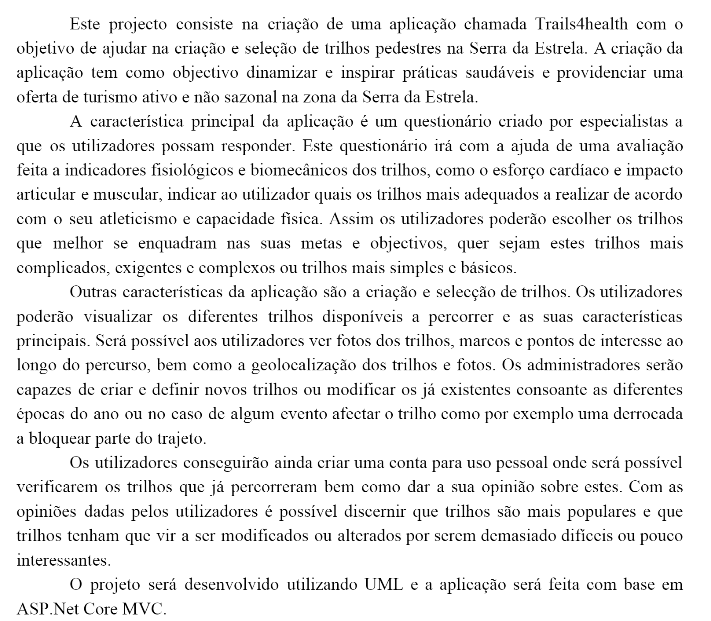 Este projecto consiste na criação de uma aplicação chamada Trails4health com o
objetivo de ajudar na criação e seleção de trilhos pedestres na Serra da Estrela. A criação da
aplicação tem como objectivo dinamizar e inspirar práticas saudáveis e providenciar uma
oferta de turismo ativo e não sazonal na zona da Serra da Estrela.
A característica principal da aplicação é um questionário criado por especialistas a
que os utilizadores possam responder. Este questionário irá com a ajuda de uma avaliação
feita a indicadores fisiológicos e biomecânicos dos trilhos, como o esforço cardíaco e impacto
articular e muscular, indicar ao utilizador quais os trilhos mais adequados a realizar de acordo
com o seu atleticismo e capacidade física. Assim os utilizadores poderão escolher os trilhos
que melhor se enquadram nas suas metas e objectivos, quer sejam estes trilhos mais
complicados, exigentes e complexos ou trilhos mais simples e básicos.
Outras características da aplicação são a criação e selecção de trilhos. Os utilizadores
poderão visualizar os diferentes trilhos disponíveis a percorrer e as suas características
principais. Será possível aos utilizadores ver fotos dos trilhos, marcos e pontos de interesse ao
longo do percurso, bem como a geolocalização dos trilhos e fotos. Os administradores serão
capazes de criar e definir novos trilhos ou modificar os já existentes consoante as diferentes
épocas do ano ou no caso de algum evento afectar o trilho como por exemplo uma derrocada
a bloquear parte do trajeto.
Os utilizadores conseguirão ainda criar uma conta para uso pessoal onde será possível
verificarem os trilhos que já percorreram bem como dar a sua opinião sobre estes. Com as
opiniões dadas pelos utilizadores é possível discernir que trilhos são mais populares e que
trilhos tenham que vir a ser modificados ou alterados por serem demasiado difíceis ou pouco
interessantes.
O projeto será desenvolvido utilizando UML e a aplicação será feita com base em
ASP.Net Core MVC.